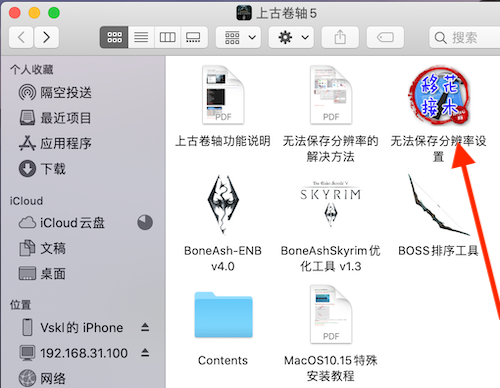 上古卷轴 5
搜索
个人收藏
隔空投送
最近项目
应用程序
下载
iCloud
iCloud云盘
文稿
桌面
位置
Vskl的 iPhone
192.168.31.100
网络
PDF
上古卷轴功能说明
PDF
无法保存分辨率的
解决方法
移花
接木
无法保存分辨率设
置
BoneAsh-ENB
v4.0
The Elder Scrolls V
SKYRIM
BoneAshSkyrim优
化工具 v1.3
BOSS排序工具
Contents
PDF
MacOS10.15特殊
安装教程